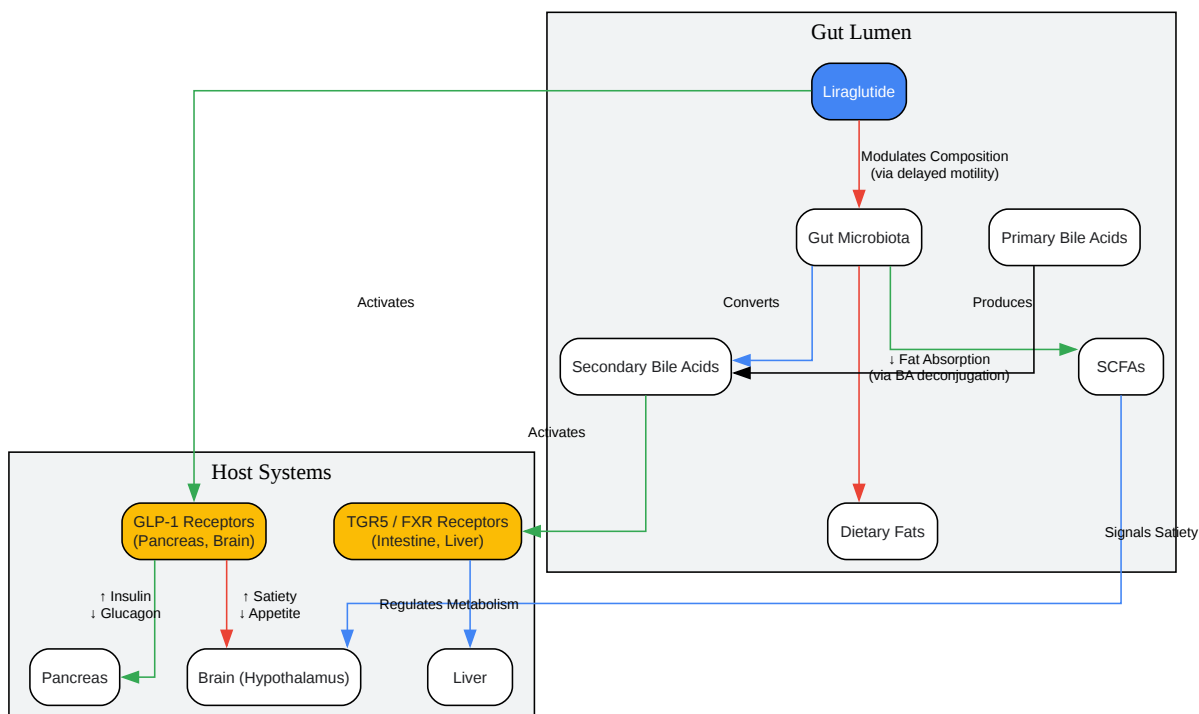 Gut Lumen
Liraglutide
Modulates Composition
(via delayed motility)
Gut Microbiota
Primary Bile Acids
Activates
Converts
Produces
Secondary Bile Acids
↓ Fat Absorption
(via BA deconjugation)
SCFAs
Activates
Host Systems
GLP-1 Receptors
(Pancreas, Brain)
TGR5 / FXR Receptors
(Intestine, Liver)
Dietary Fats
Signals Satiety
↑ Insulin
↓ Glucagon
↑ Satiety
↓ Appetite
Regulates Metabolism
Pancreas
Brain (Hypothalamus)
Liver